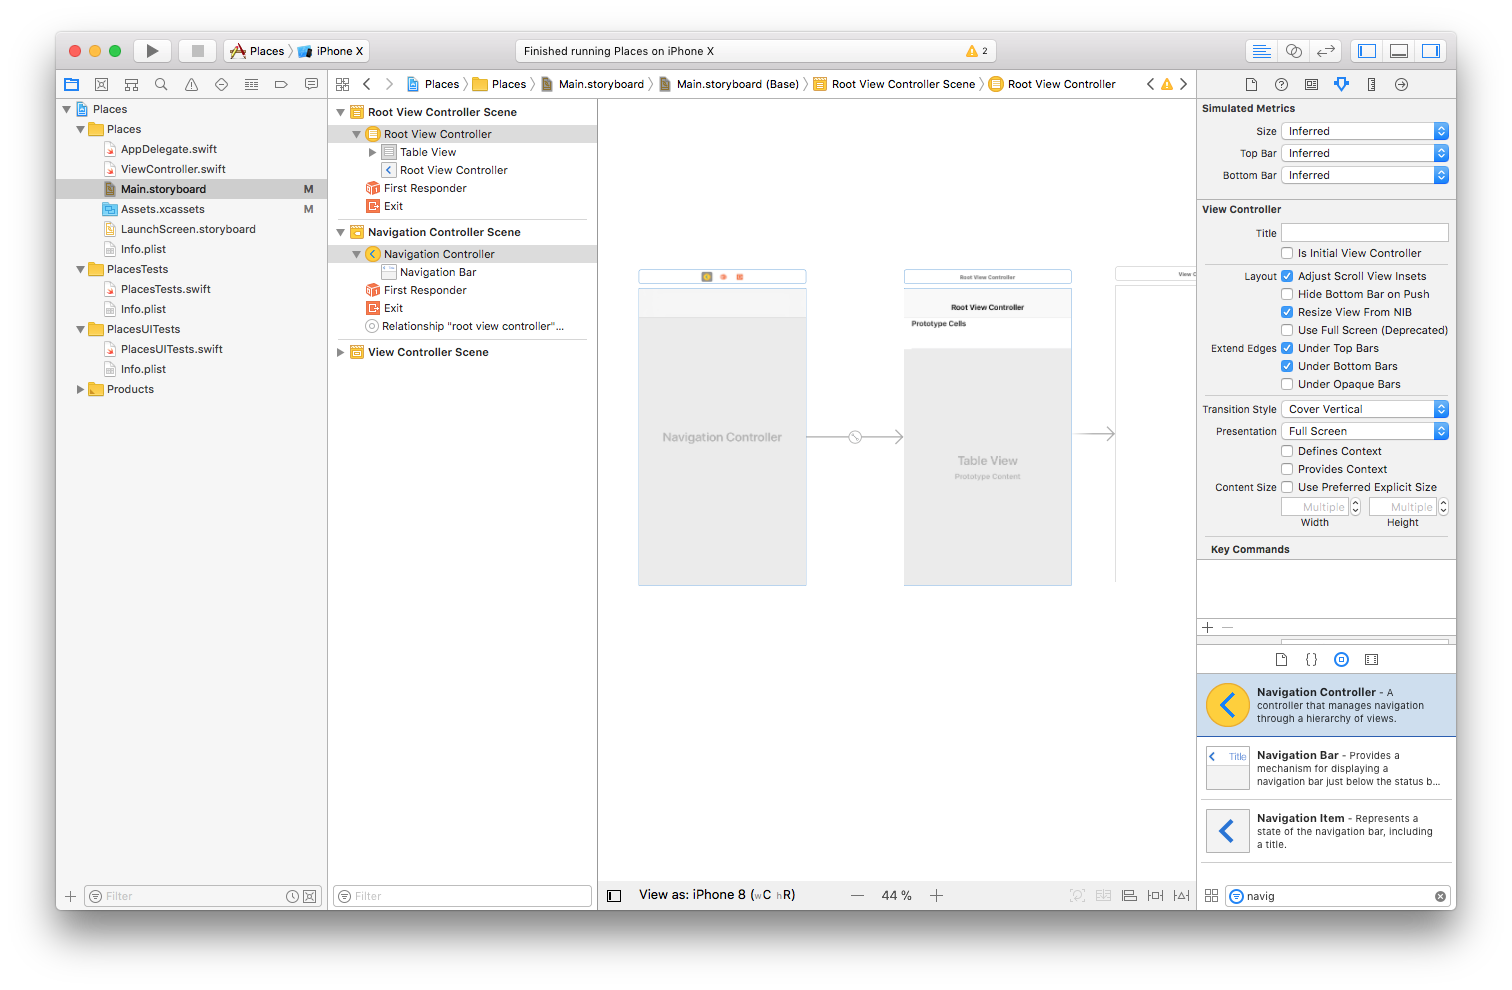 Places
iPhone X
Finished running Places on iPhone X
2
Places
Places
Main.storyboard
Main.storyboard (Base)
Root View Controller Scene
Root View Controller
Places
Places
AppDelegate.swift
ViewController.swift
Main.storyboard M
Assets.xcassets M
LaunchScreen.storyboard
Info.plist
PlacesTests
PlacesTests.swift
Info.plist
PlacesUITests
PlacesUITests.swift
Info.plist
Products
Filter
Root View Controller Scene
Root View Controller
Table View
Root View Controller
First Responder
Exit
Navigation Controller Scene
Navigation Controller
Navigation Bar
First Responder
Exit
Relationship "root view controller"...
View Controller Scene
Filter
Navigation Controller
Root View Controller
Root View Controller
Prototype Cells
Table View
Prototype Content
View C
View as: iPhone 8 (wC hR)
44 %
Simulated Metrics
Size Inferred
Top Bar Inferred
Bottom Bar Inferred
View Controller
Title
Is Initial View Controller
Layout Adjust Scroll View Insets
Hide Bottom Bar on Push
Resize View From NIB
Use Full Screen (Deprecated)
Extend Edges Under Top Bars
Under Bottom Bars
Under Opaque Bars
Transition Style Cover Vertical
Presentation Full Screen
Defines Context
Provides Context
Content Size Use Preferred Explicit Size
Multiple Multiple
Width Height
Key Commands
{}
Navigation Controller - A
controller that manages navigation
through a hierarchy of views.
Title
Navigation Bar - Provides a
mechanism for displaying a
navigation bar just below the status b...
Navigation Item - Represents a
state of the navigation bar, including
a title.
navig